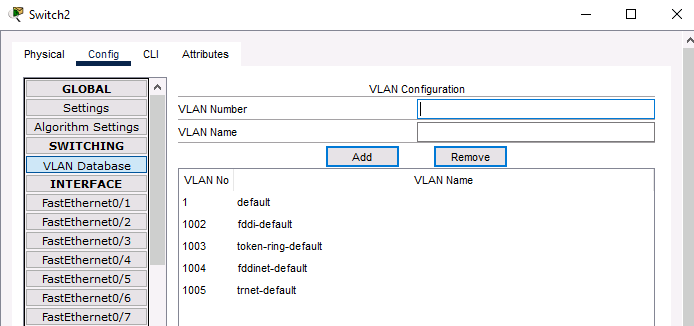 Switch2
Physical Config CLI Attributes
GLOBAL
Settings
Algorithm Settings
SWITCHING
VLAN Database
INTERFACE
FastEthernet0/1
FastEthernet0/2
FastEthernet0/3
FastEthernet0/4
FastEthernet0/5
FastEthernet0/6
FastEthernet0/7
VLAN Configuration
VLAN Number
VLAN Name
Add Remove
VLAN No VLAN Name
1 default
1002 fddi-default
1003 token-ring-default
1004 fddinet-default
1005 trnet-default